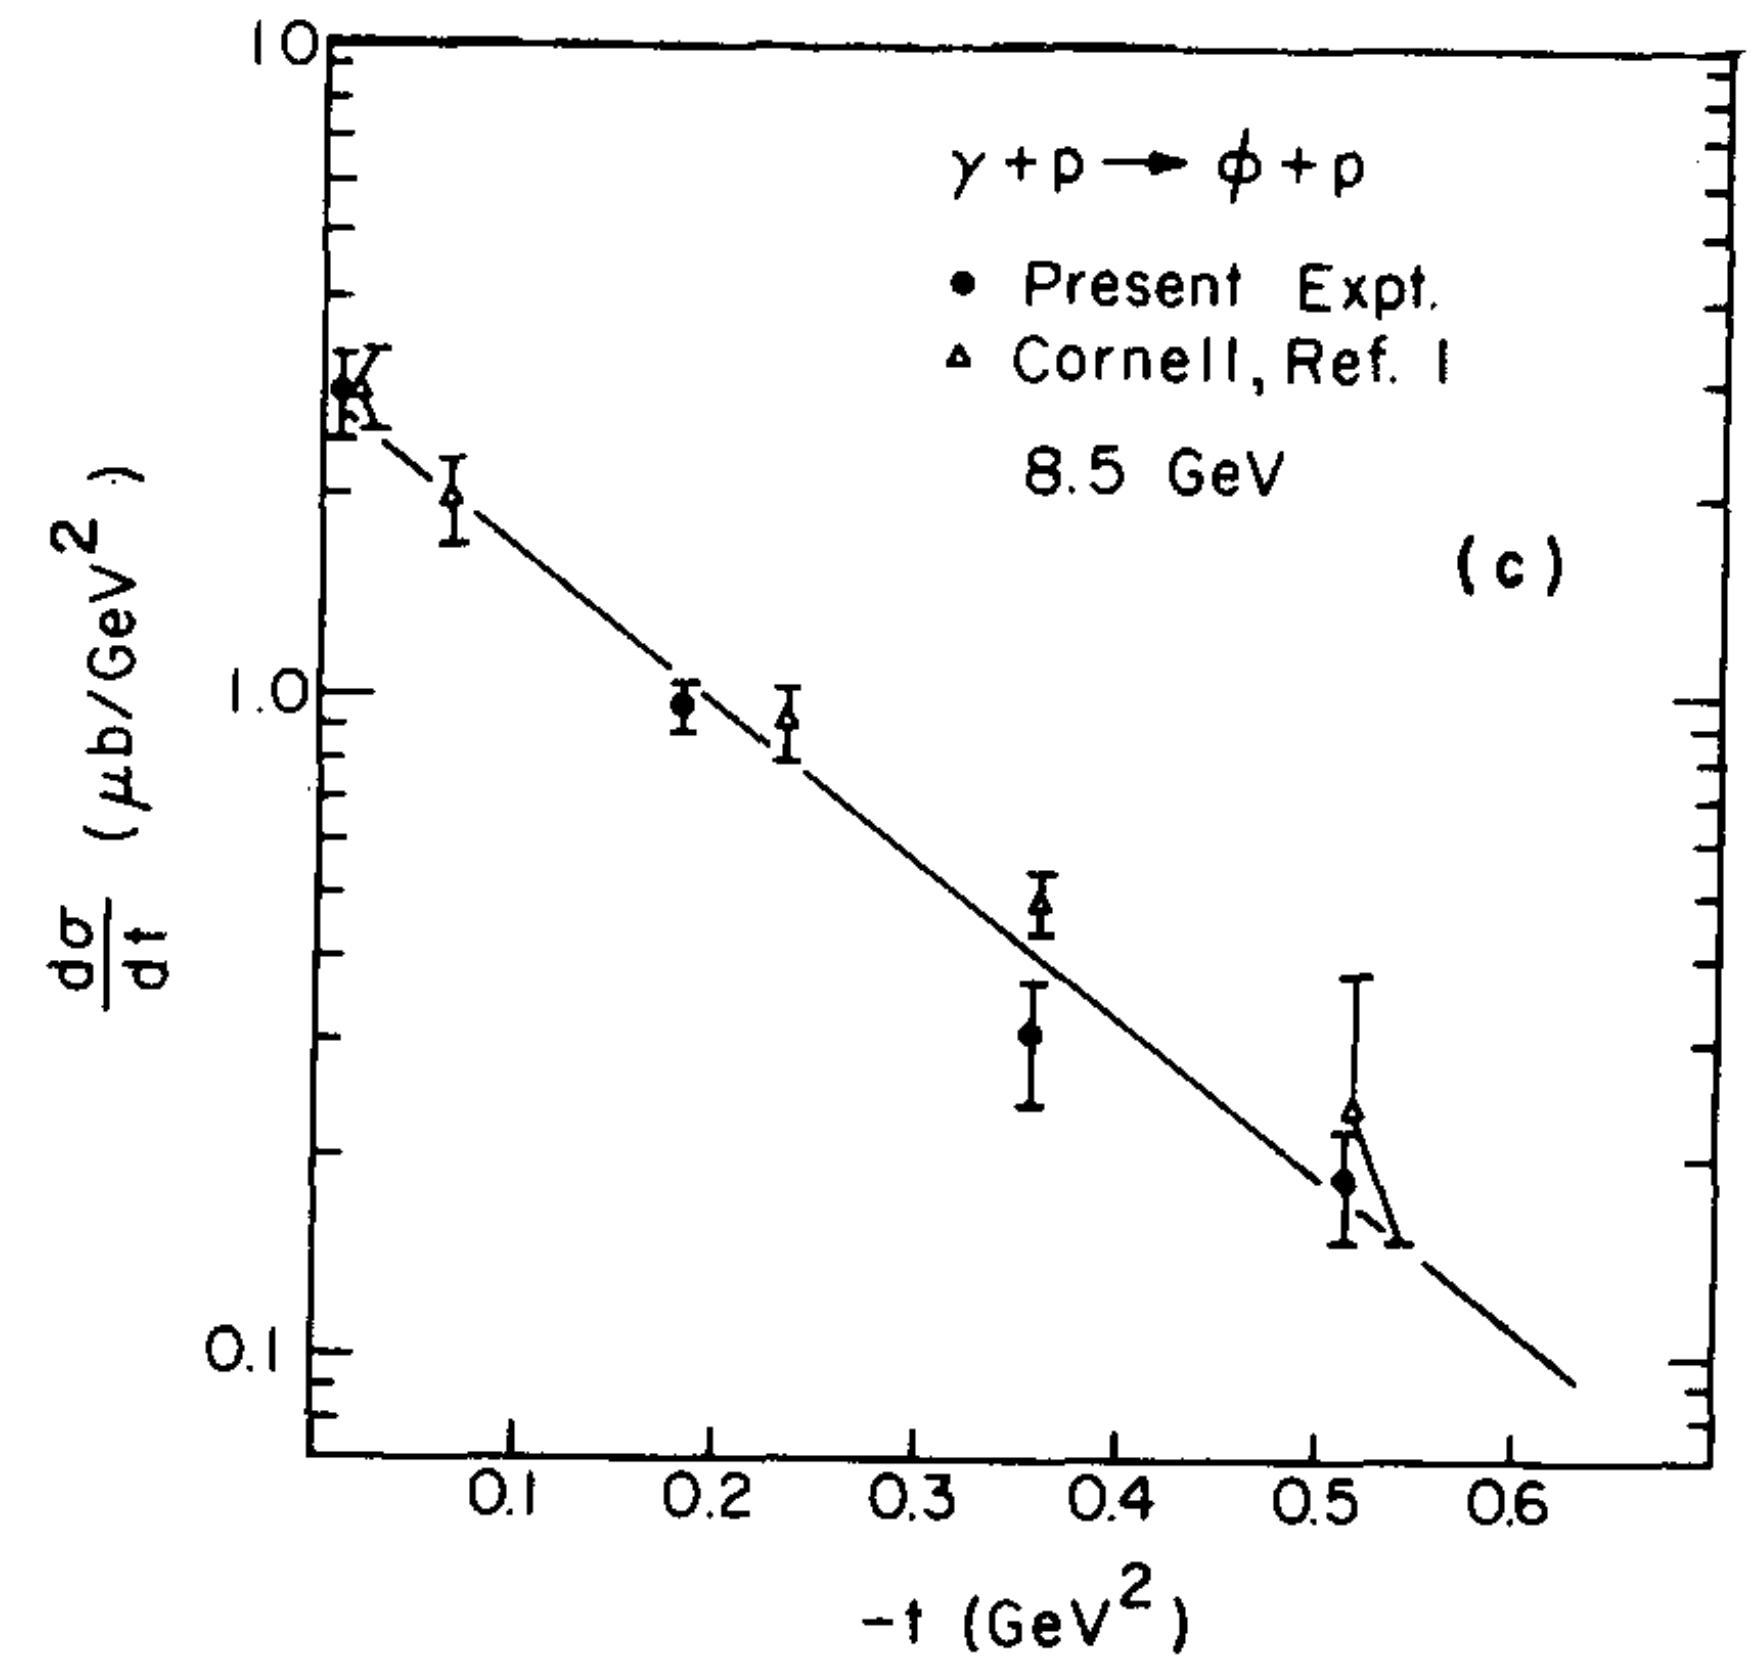 10
γ + p → φ + p
● Present Expt.
△ Cornell, Ref. 1
8.5 GeV
(c)
1.0
0.1
dσ/dt (μb/GeV²)
0.1 0.2 0.3 0.4 0.5 0.6
-t (GeV²)